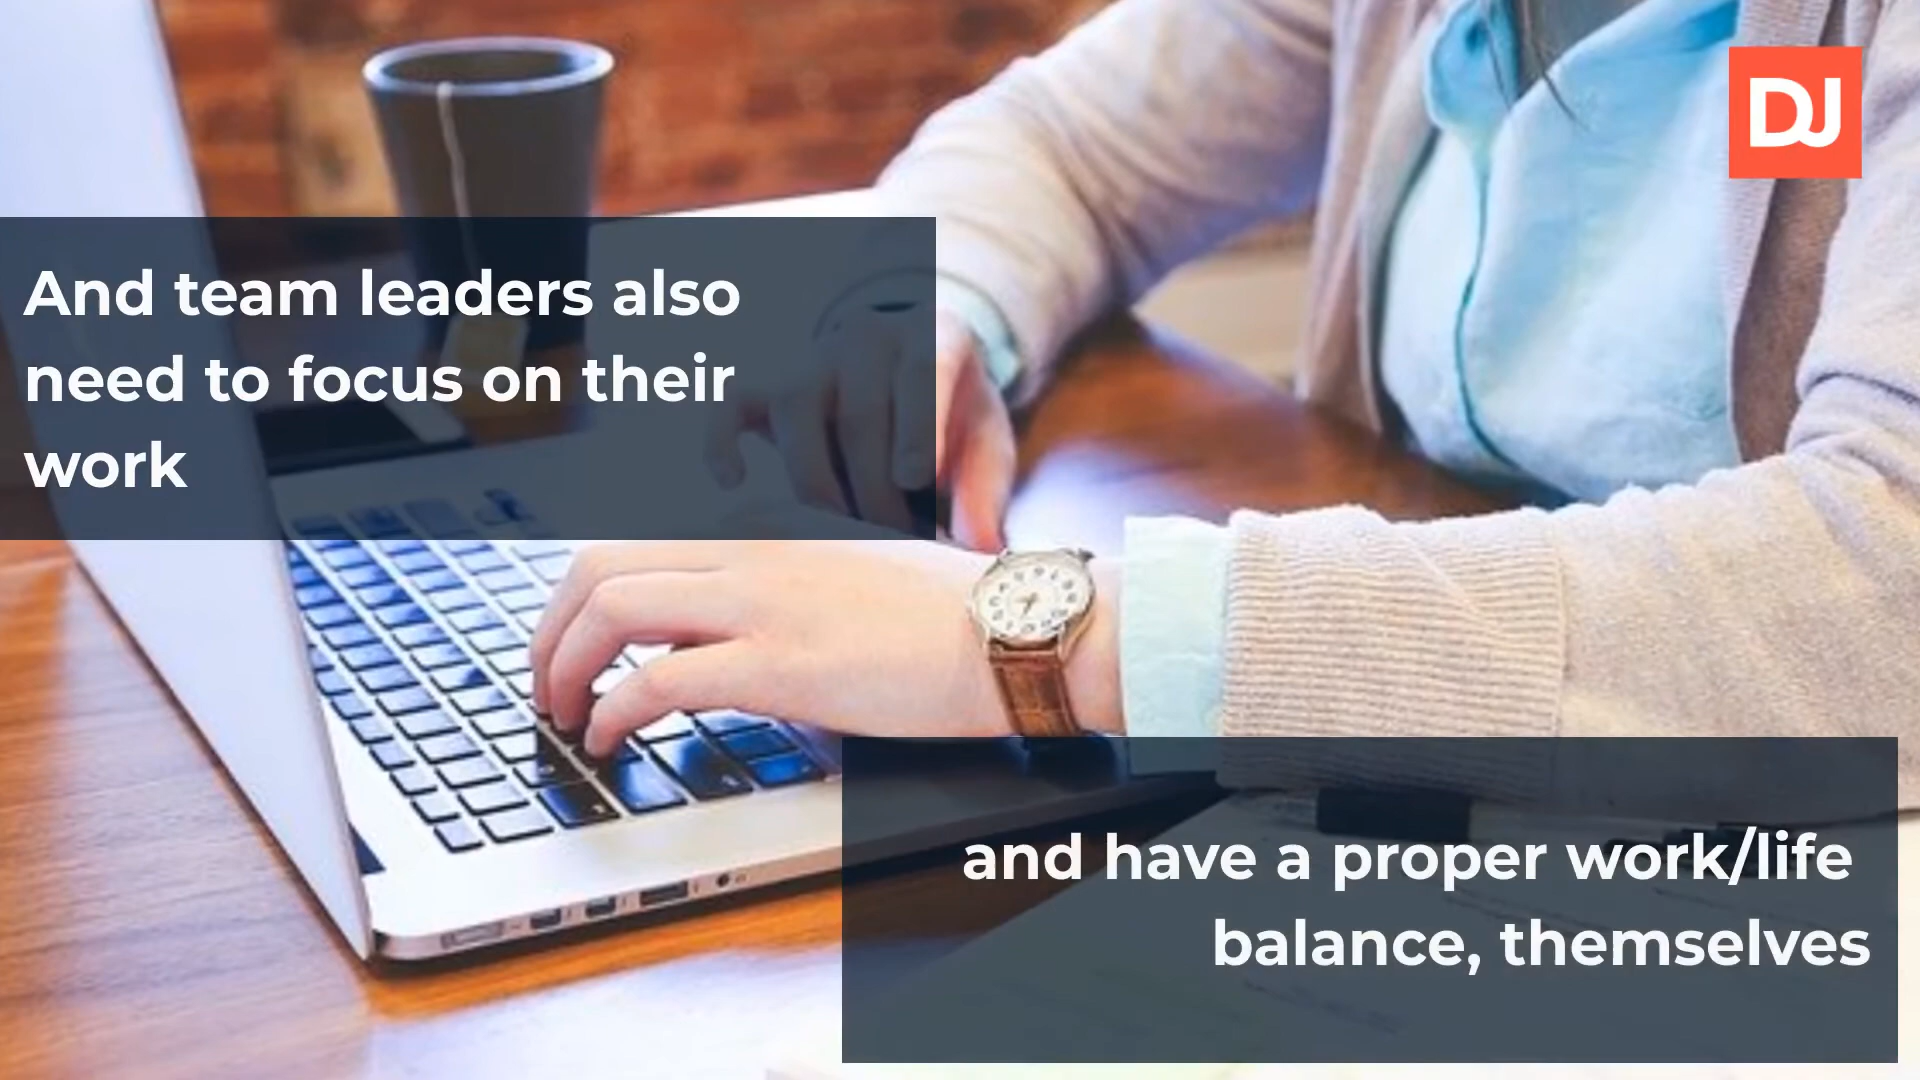 DJ
And team leaders also
need to focus on their
work
and have a proper work/life
balance, themselves